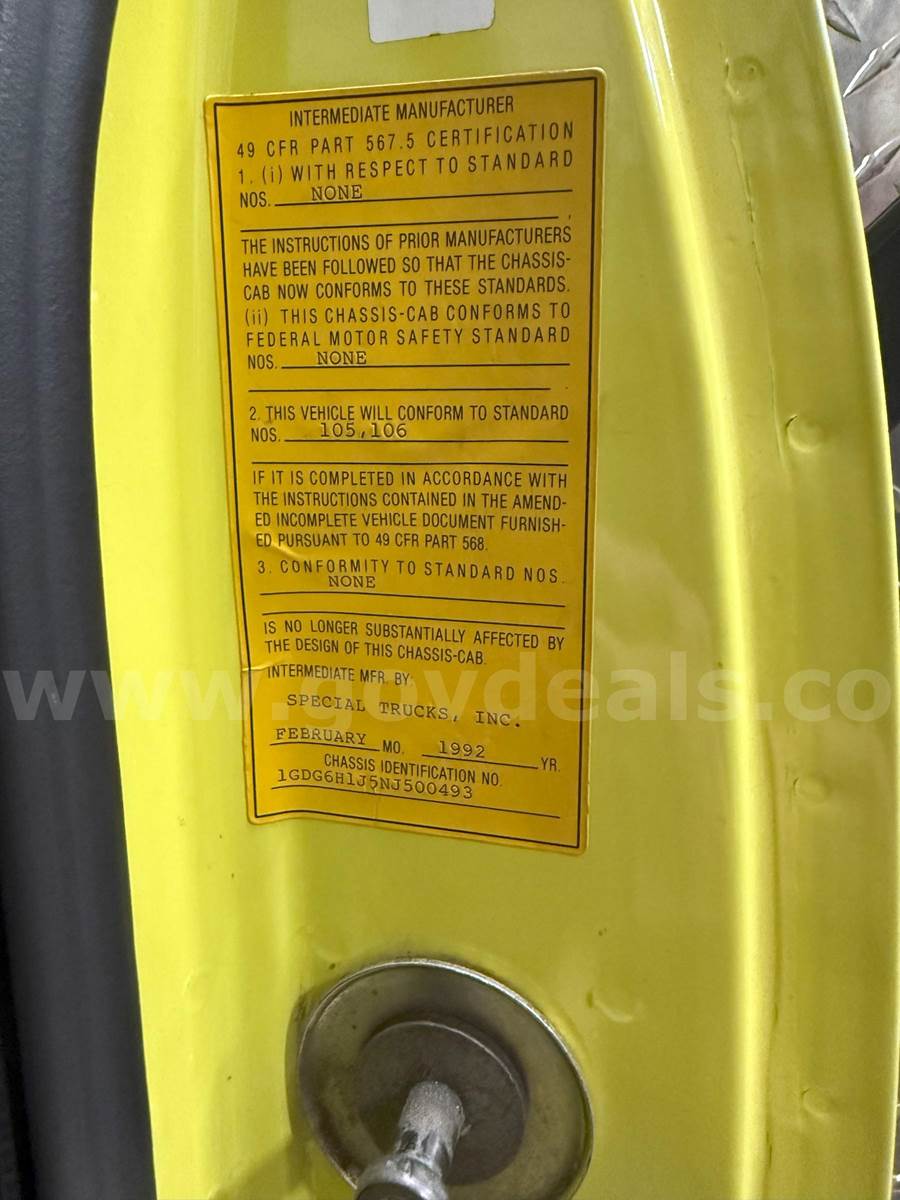 INTERMEDIATE MANUFACTURER
49 CFR PART 567.5 CERTIFICATION
1. (i) WITH RESPECT TO STANDARD
NOS. NONE
,
THE INSTRUCTIONS OF PRIOR MANUFACTURERS
HAVE BEEN FOLLOWED SO THAT THE CHASSIS-
CAB NOW CONFORMS TO THESE STANDARDS.
(ii) THIS CHASSIS-CAB CONFORMS TO
FEDERAL MOTOR SAFETY STANDARD
NOS. NONE
.
2. THIS VEHICLE WILL CONFORM TO STANDARD
NOS. 105,106
IF IT IS COMPLETED IN ACCORDANCE WITH
THE INSTRUCTIONS CONTAINED IN THE AMEND-
ED INCOMPLETE VEHICLE DOCUMENT FURNISH-
ED PURSUANT TO 49 CFR PART 568.
3. CONFORMITY TO STANDARD NOS.
NONE
IS NO LONGER SUBSTANTIALLY AFFECTED BY
THE DESIGN OF THIS CHASSIS-CAB.
INTERMEDIATE MFR. BY:
www.govdeals.co
SPECIAL TRUCKS, INC.
FEBRUARY MO. 1992 YR.
CHASSIS IDENTIFICATION NO.
1GDG6H1J5NJ500493